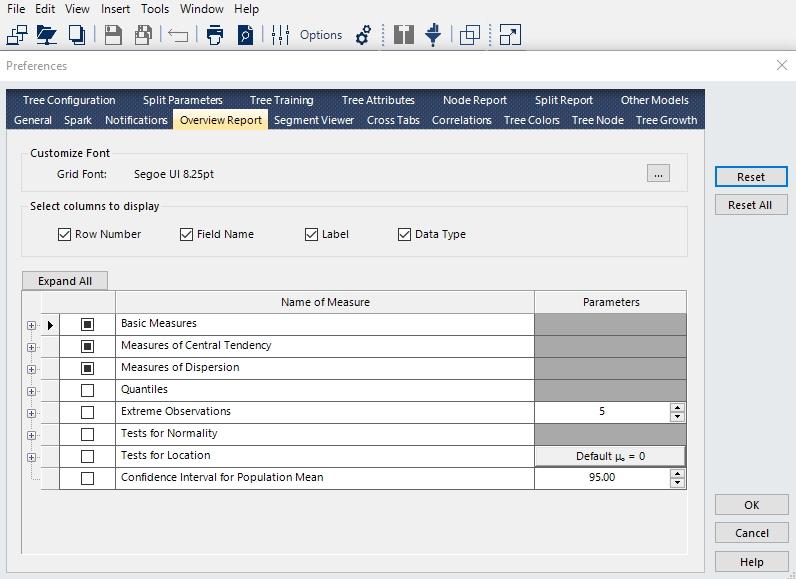 File Edit View Insert Tools Window Help
Options
Preferences
Tree Configuration Split Parameters Tree Training Tree Attributes Node Report Split Report Other Models
General Spark Notifications Overview Report Segment Viewer Cross Tabs Correlations Tree Colors Tree Node Tree Growth
Customize Font
Grid Font: Segoe UI 8.25pt ...
Reset
Reset All
Select columns to display
Row Number Field Name Label Data Type
Expand All
Name of Measure Parameters
Basic Measures
Measures of Central Tendency
Measures of Dispersion
Quantiles
Extreme Observations 5
Tests for Normality
Tests for Location Default μ₀ = 0
Confidence Interval for Population Mean 95.00
OK
Cancel
Help